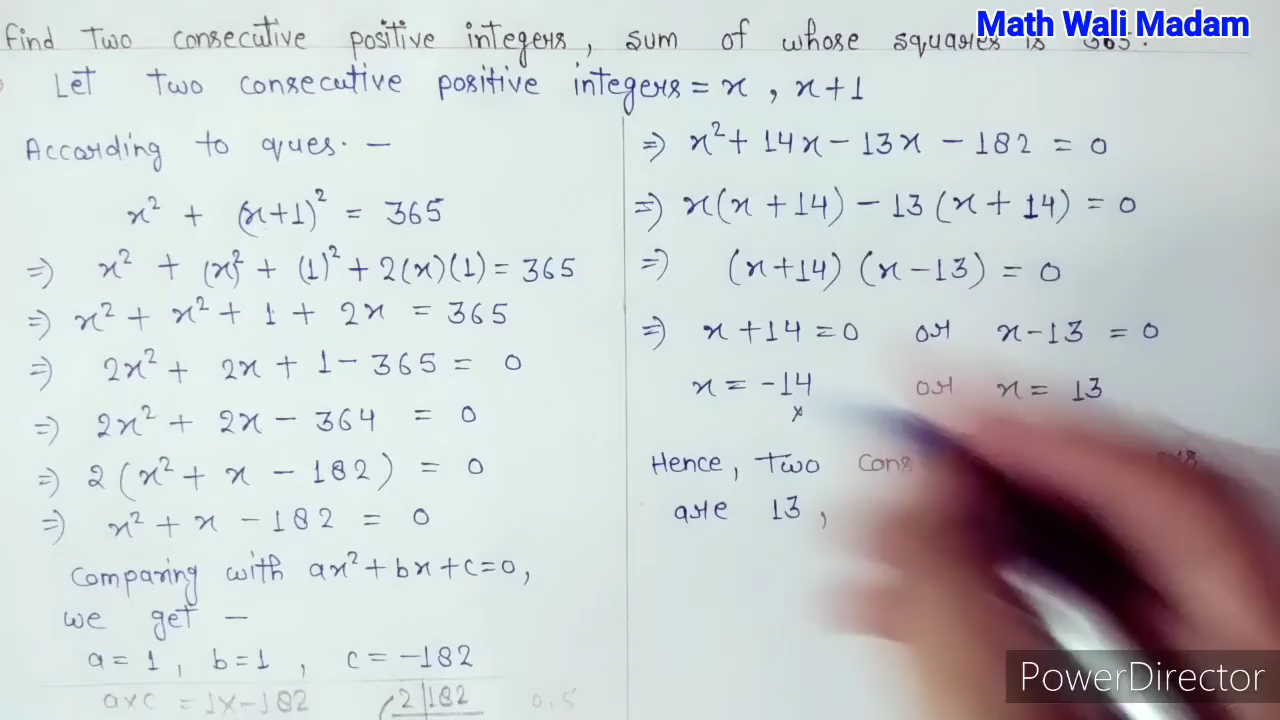 Math Wali Madam
Find Two consecutive positive integers, sum of whose squares is 365.
Let Two consecutive positive integers = x, x+1
According to ques. —
x² + (x+1)² = 365
⇒ x² + (x)² + (1)² + 2(x)(1) = 365
⇒ x² + x² + 1 + 2x = 365
⇒ 2x² + 2x + 1 - 365 = 0
⇒ 2x² + 2x - 364 = 0
⇒ 2(x² + x - 182) = 0
⇒ x² + x - 182 = 0
Comparing with ax² + bx + c = 0,
we get —
a = 1, b = 1, c = -182
a×c = 1×-182
2 182
⇒ x² + 14x - 13x - 182 = 0
⇒ x(x + 14) - 13(x + 14) = 0
⇒ (x+14) (x-13) = 0
⇒ x + 14 = 0 or x - 13 = 0
x = -14 or x = 13
×
Hence, Two Cons
are 13,
PowerDirector